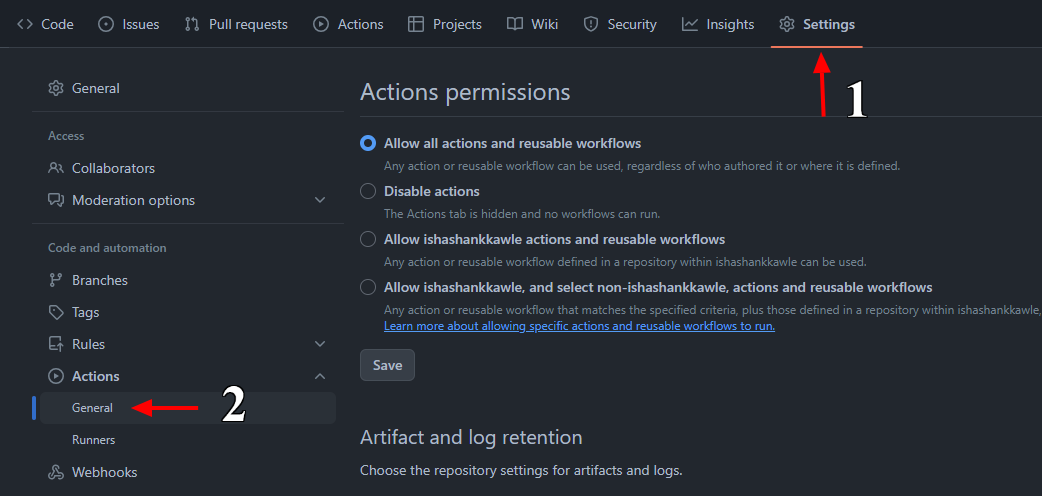 Code Issues Pull requests Actions Projects Wiki Security Insights Settings
1
General
Access
Collaborators
Moderation options
Code and automation
Branches
Tags
Rules
Actions
General
2
Runners
Webhooks
Actions permissions
Allow all actions and reusable workflows
Any action or reusable workflow can be used, regardless of who authored it or where it is defined.
Disable actions
The Actions tab is hidden and no workflows can run.
Allow ishashankkawle actions and reusable workflows
Any action or reusable workflow defined in a repository within ishashankkawle can be used.
Allow ishashankkawle, and select non-ishashankkawle, actions and reusable workflows
Any action or reusable workflow that matches the specified criteria, plus those defined in a repository within ishashankkawle,
Learn more about allowing specific actions and reusable workflows to run.
Save
Artifact and log retention
Choose the repository settings for artifacts and logs.